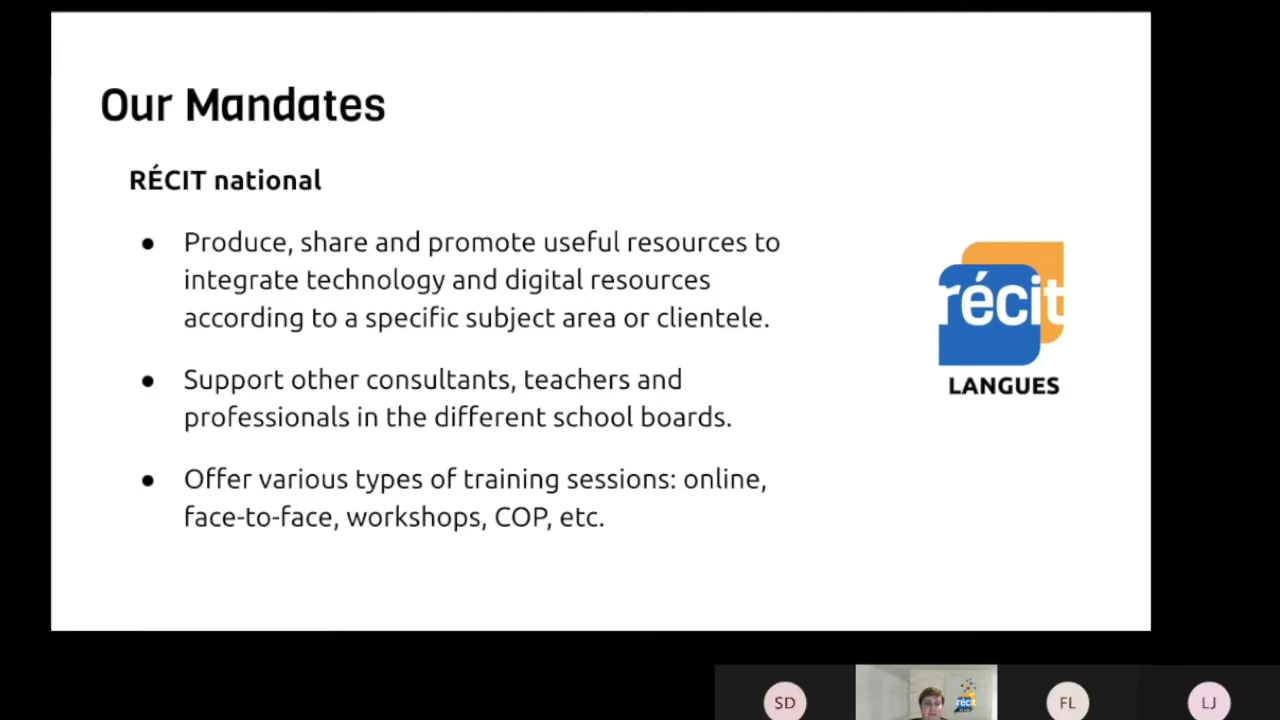 Our Mandates
RÉCIT national
● Produce, share and promote useful resources to
integrate technology and digital resources
according to a specific subject area or clientele.
● Support other consultants, teachers and
professionals in the different school boards.
● Offer various types of training sessions: online,
face-to-face, workshops, COP, etc.
récit
LANGUES
SD
récit
FL
LJ